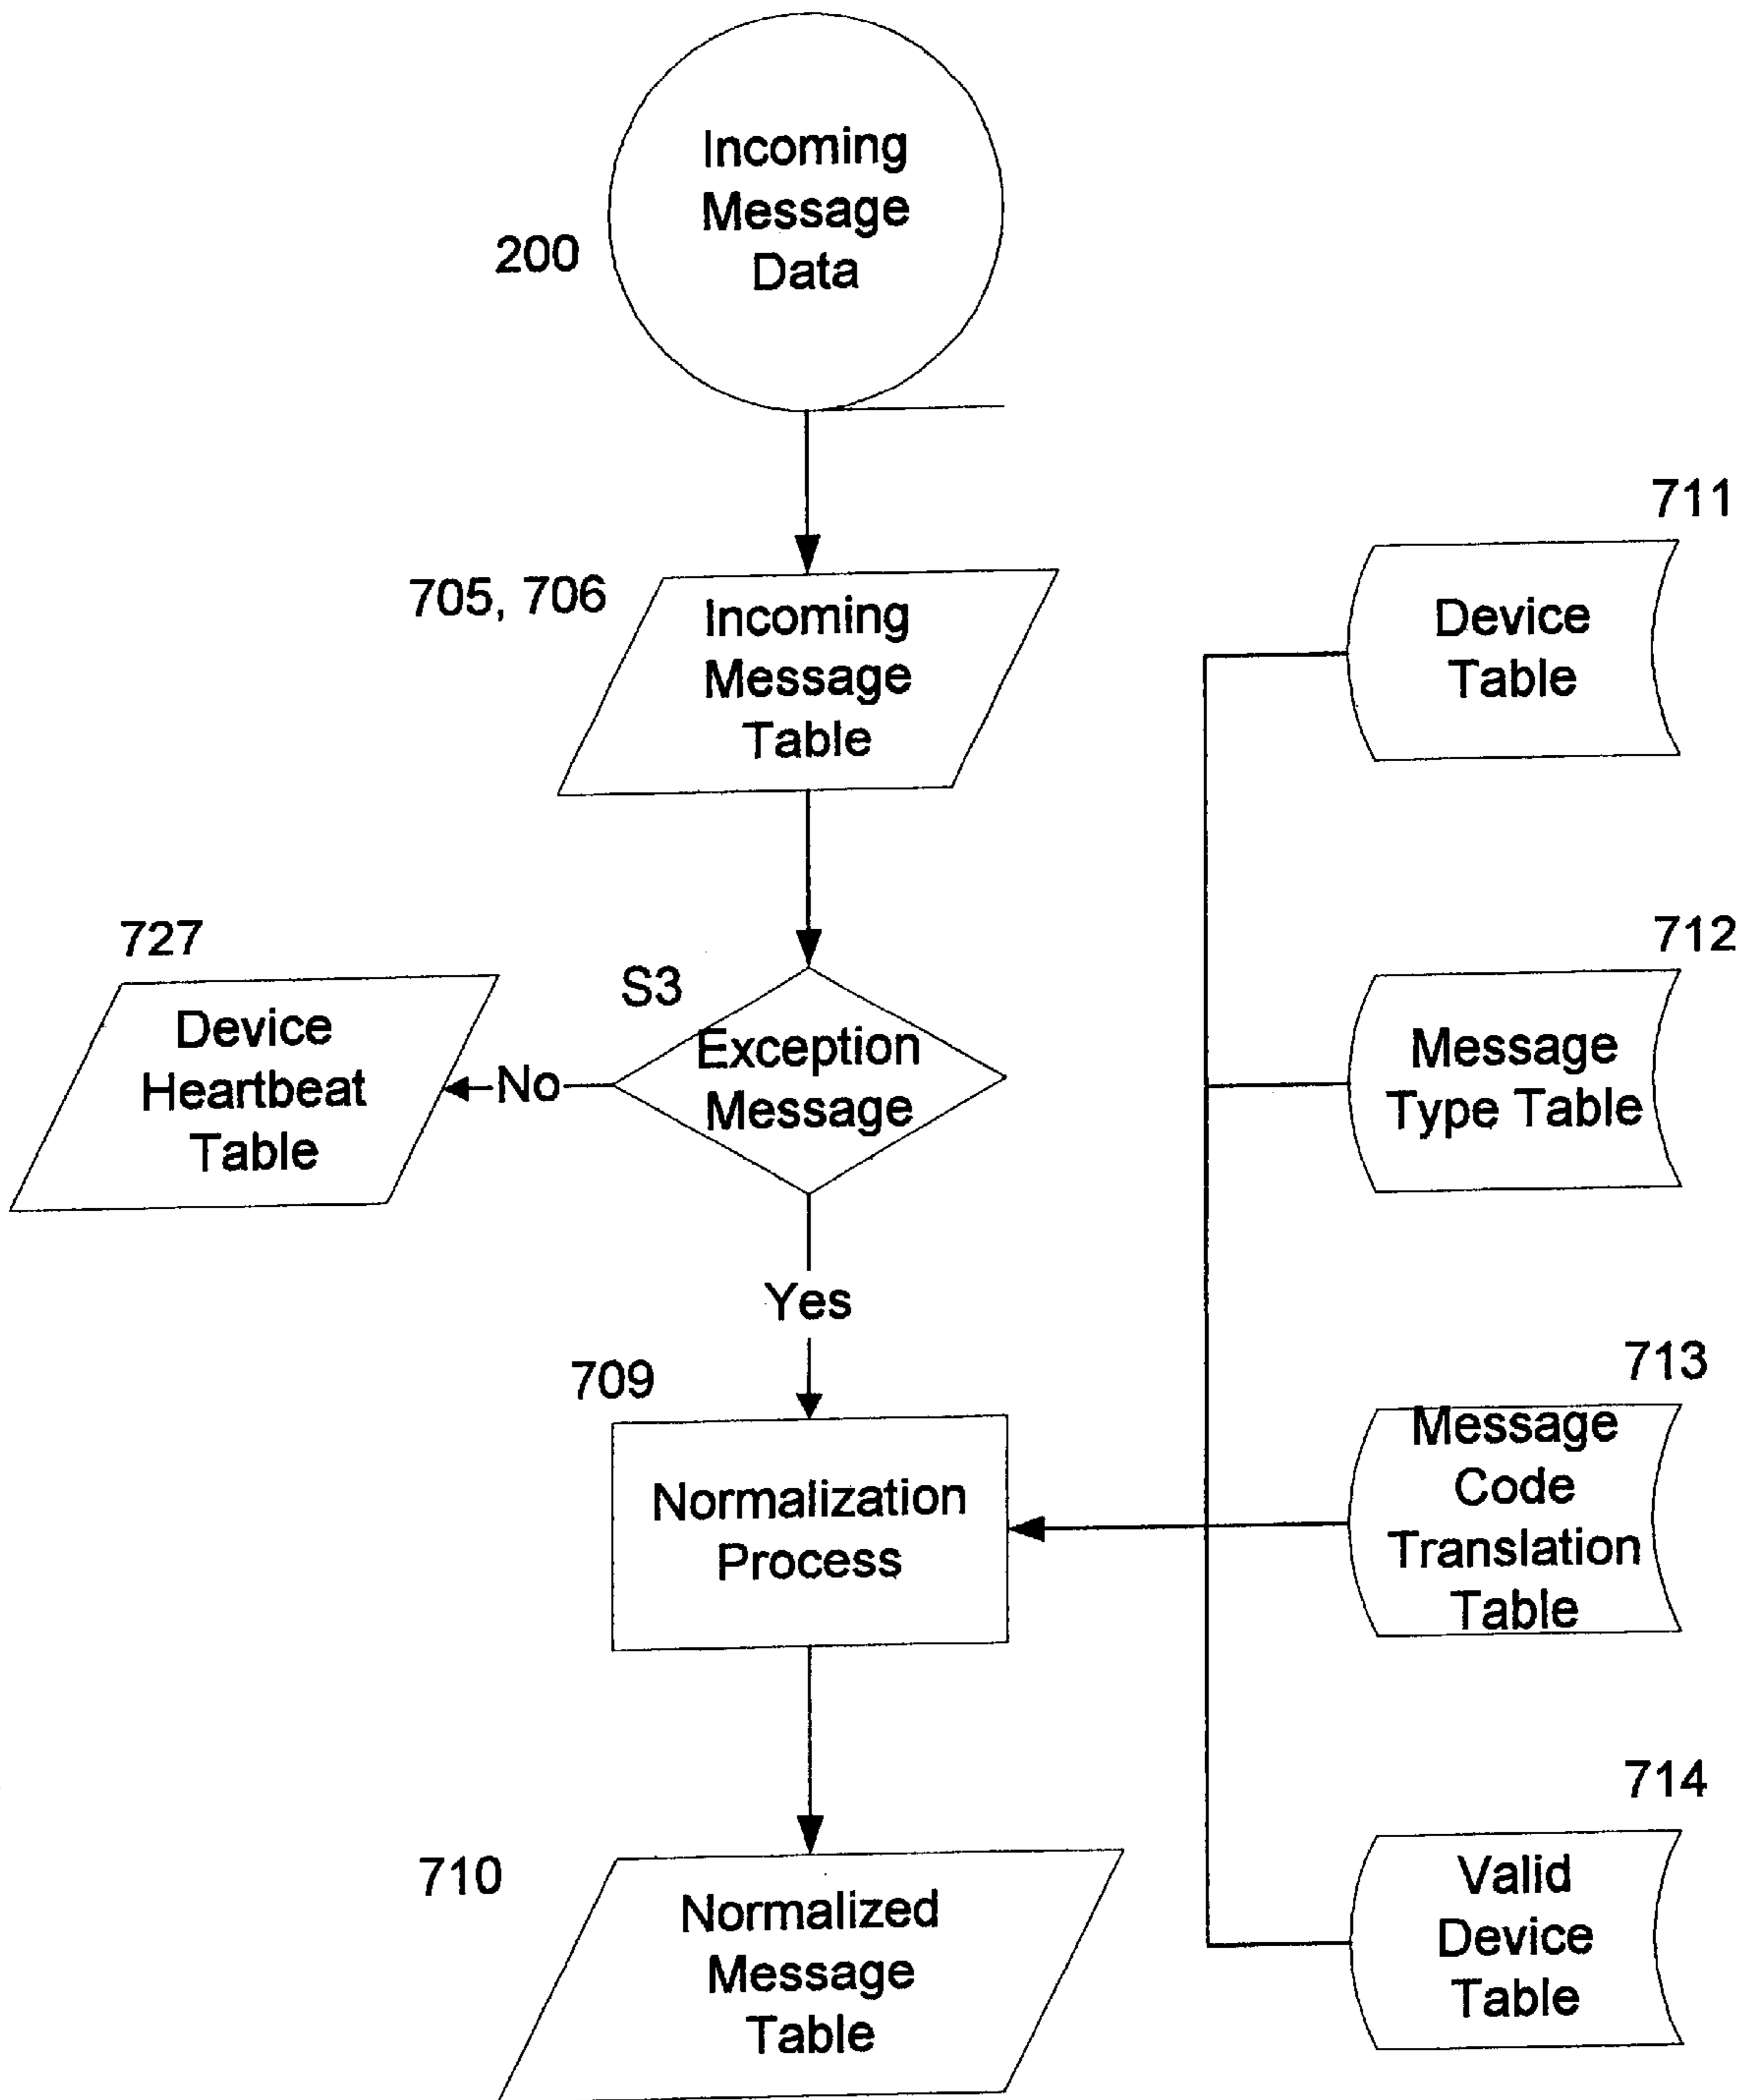 Incoming
Message
Data
200
705, 706
Incoming
Message
Table
711
Device
Table
727
Device
Heartbeat
Table
No
S3
Exception
Message
712
Message
Type Table
Yes
709
Normalization
Process
713
Message
Code
Translation
Table
710
Normalized
Message
Table
714
Valid
Device
Table